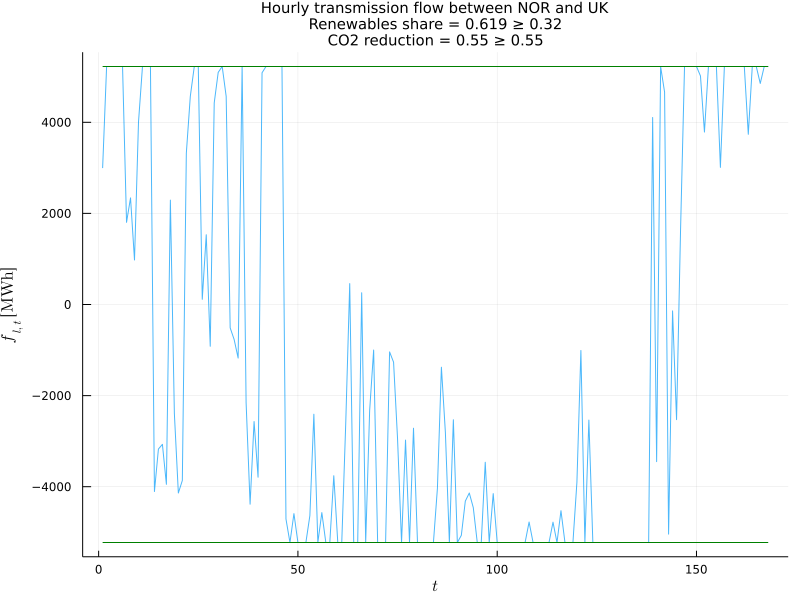 Hourly transmission flow between NOR and UK
Renewables share = 0.619 ≥ 0.32
CO2 reduction = 0.55 ≥ 0.55
4000
2000
0
−2000
−4000
f l,t [MWh]
0 50 100 150
t